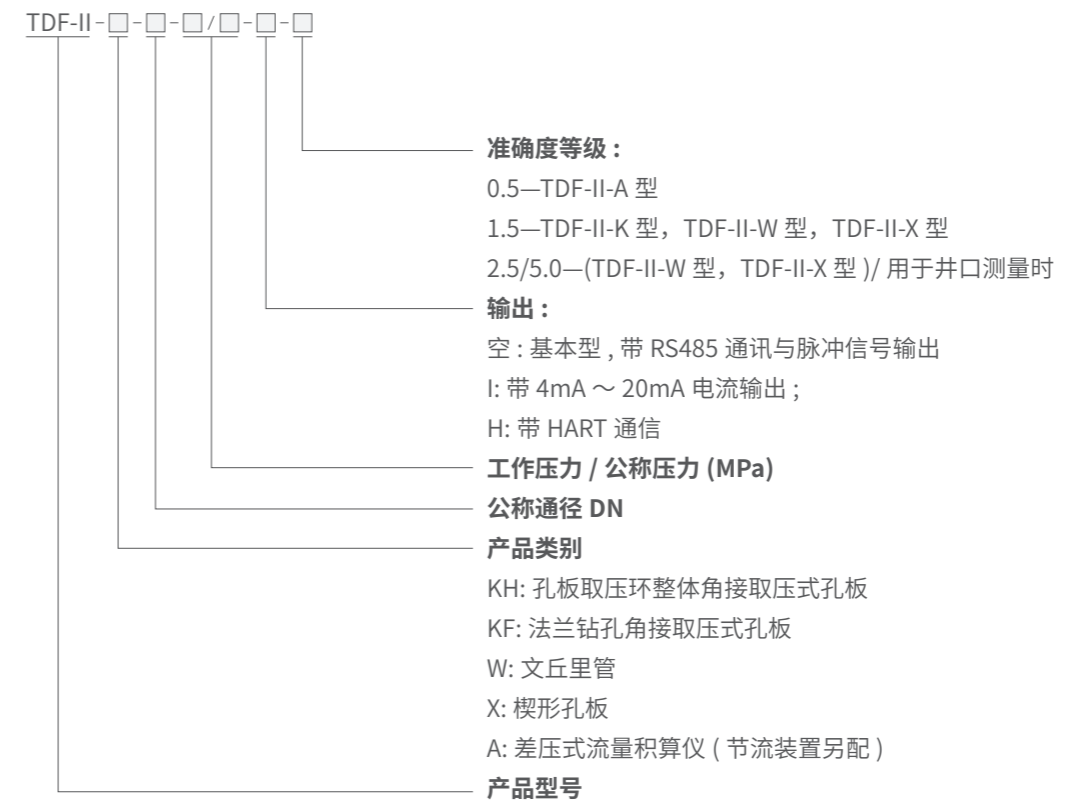 TDF-II-□-□-□/□-□-□
准确度等级 :
0.5—TDF-II-A 型
1.5—TDF-II-K 型，TDF-II-W 型，TDF-II-X 型
2.5/5.0—(TDF-II-W 型，TDF-II-X 型 )/ 用于井口测量时
输出 :
空 : 基本型 , 带 RS485 通讯与脉冲信号输出
I: 带 4mA ～ 20mA 电流输出 ;
H: 带 HART 通信
工作压力 / 公称压力 (MPa)
公称通径 DN
产品类别
KH: 孔板取压环整体角接取压式孔板
KF: 法兰钻孔角接取压式孔板
W: 文丘里管
X: 楔形孔板
A: 差压式流量积算仪 ( 节流装置另配 )
产品型号